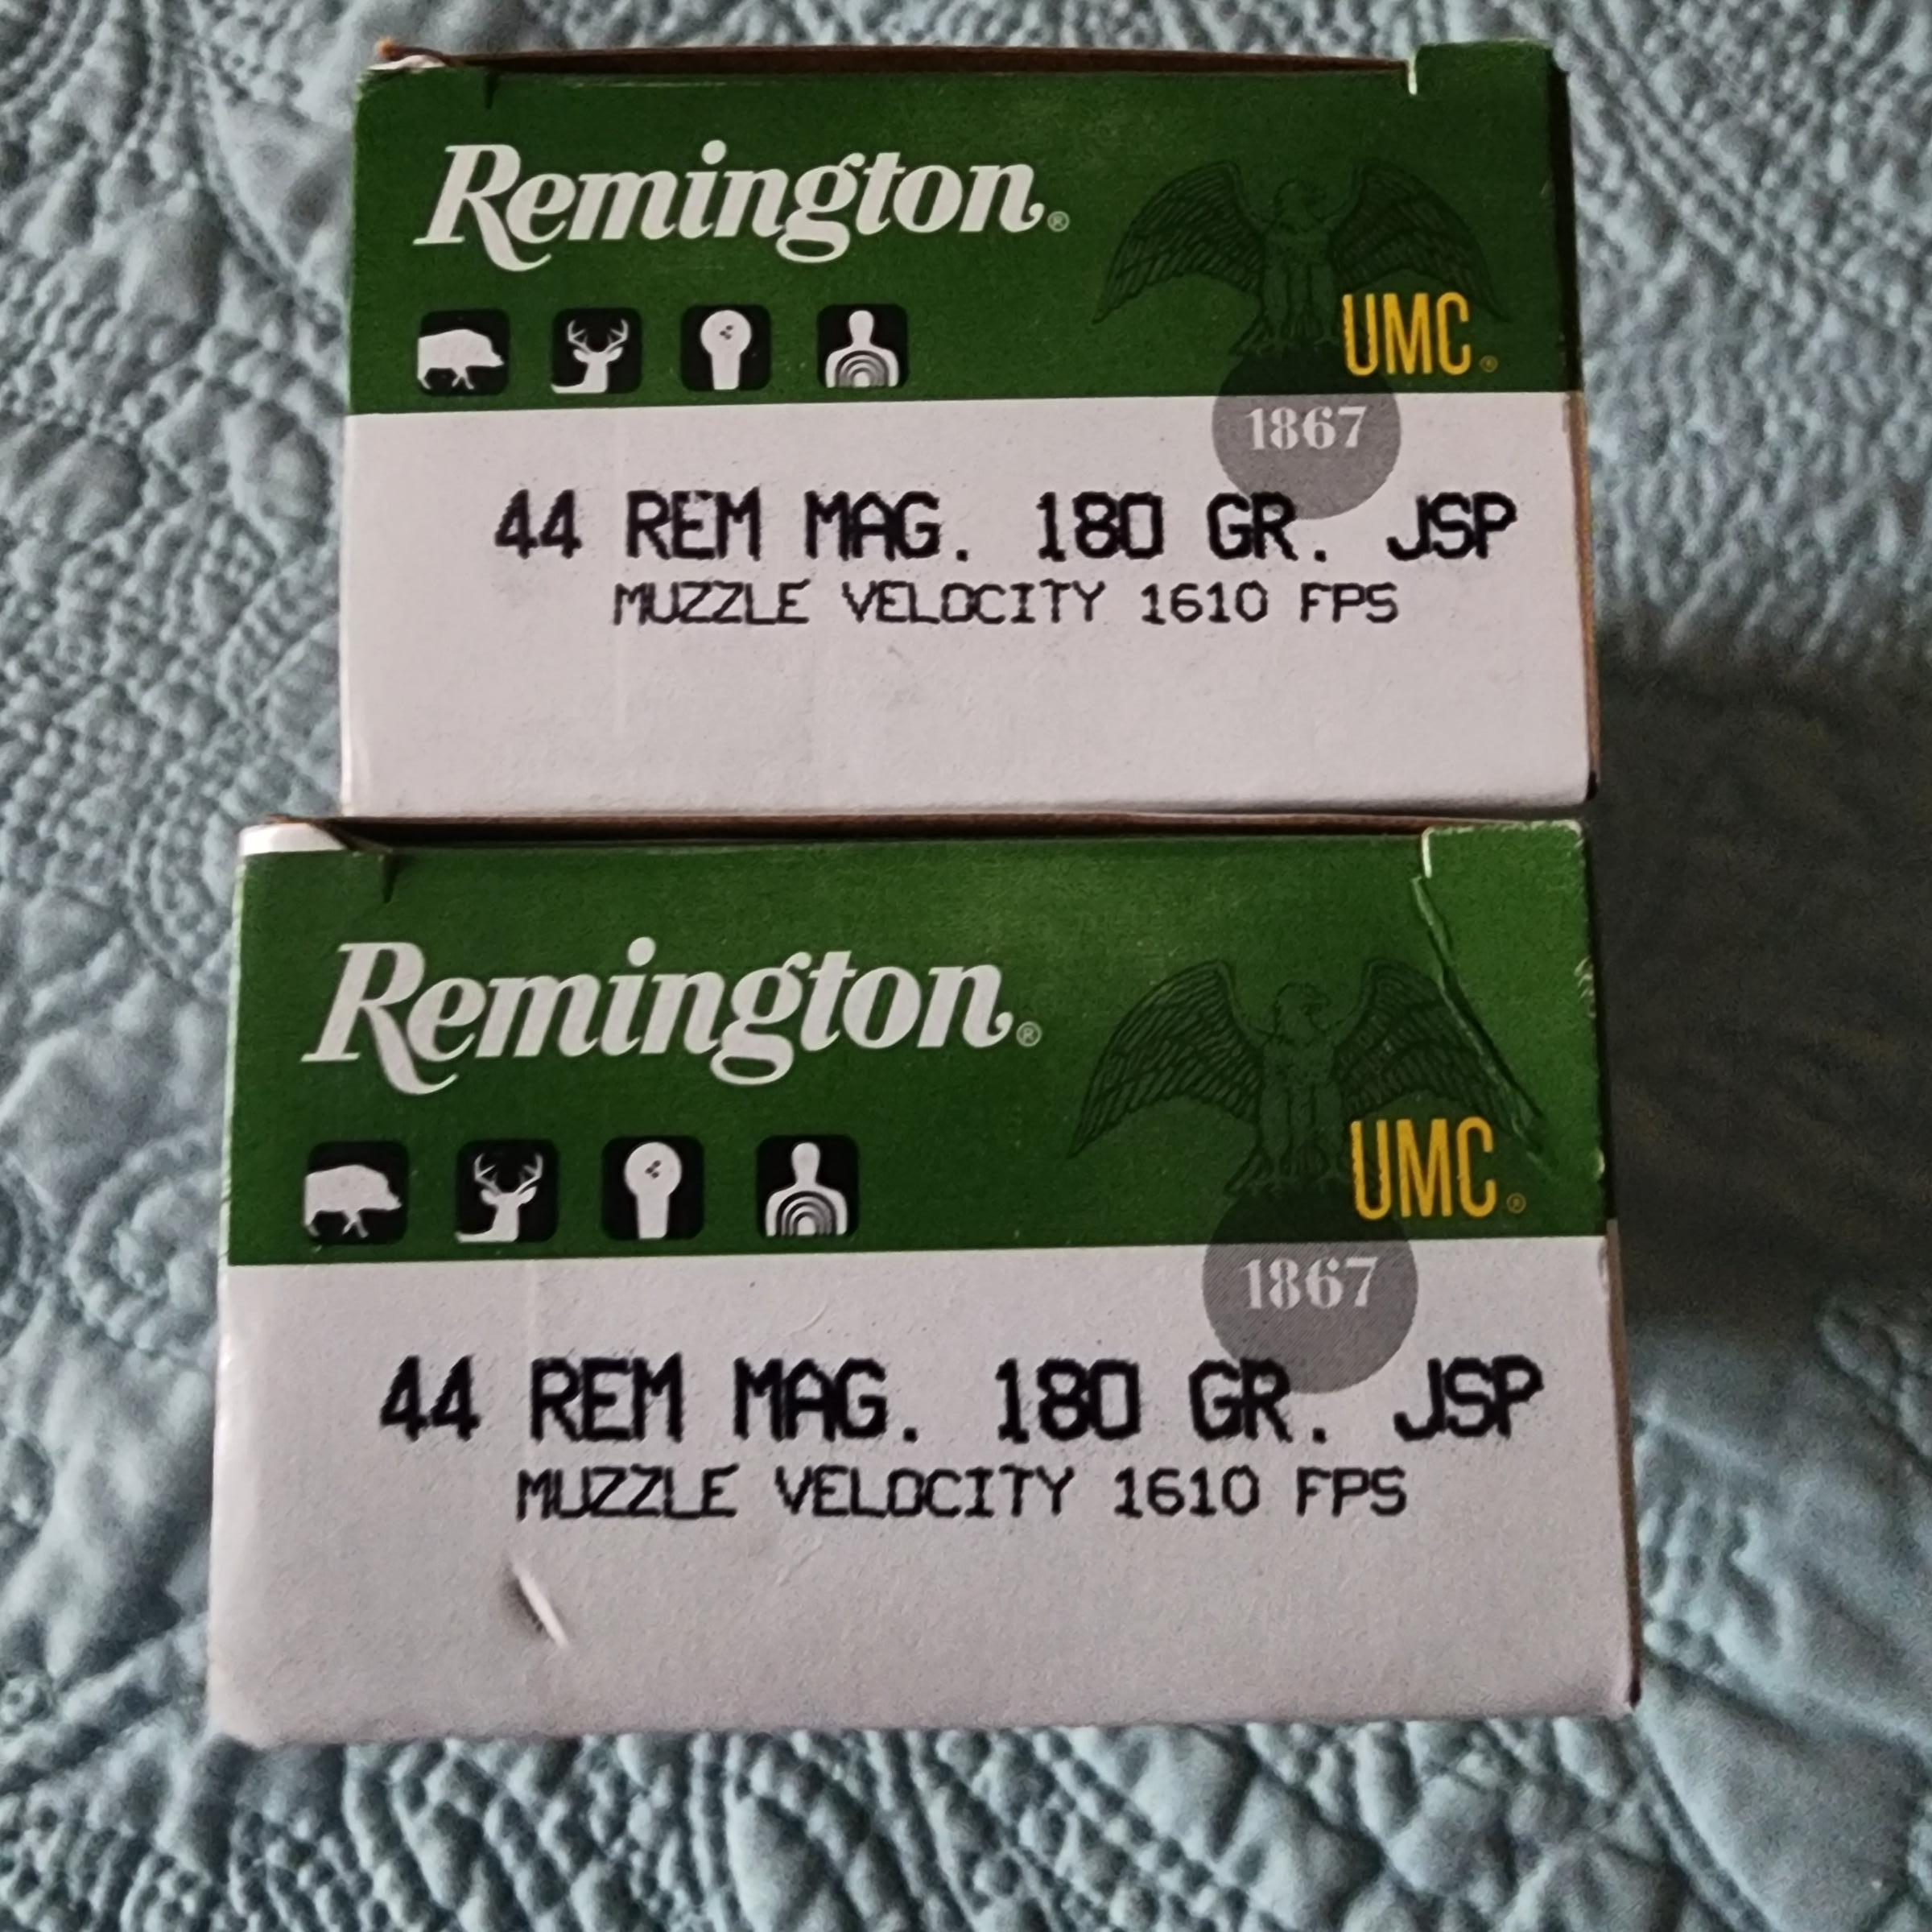 Remington®
UMC®
1867
44 REM MAG. 180 GR. JSP
MUZZLE VELOCITY 1610 FPS
Remington®
UMC®
1867
44 REM MAG. 180 GR. JSP
MUZZLE VELOCITY 1610 FPS